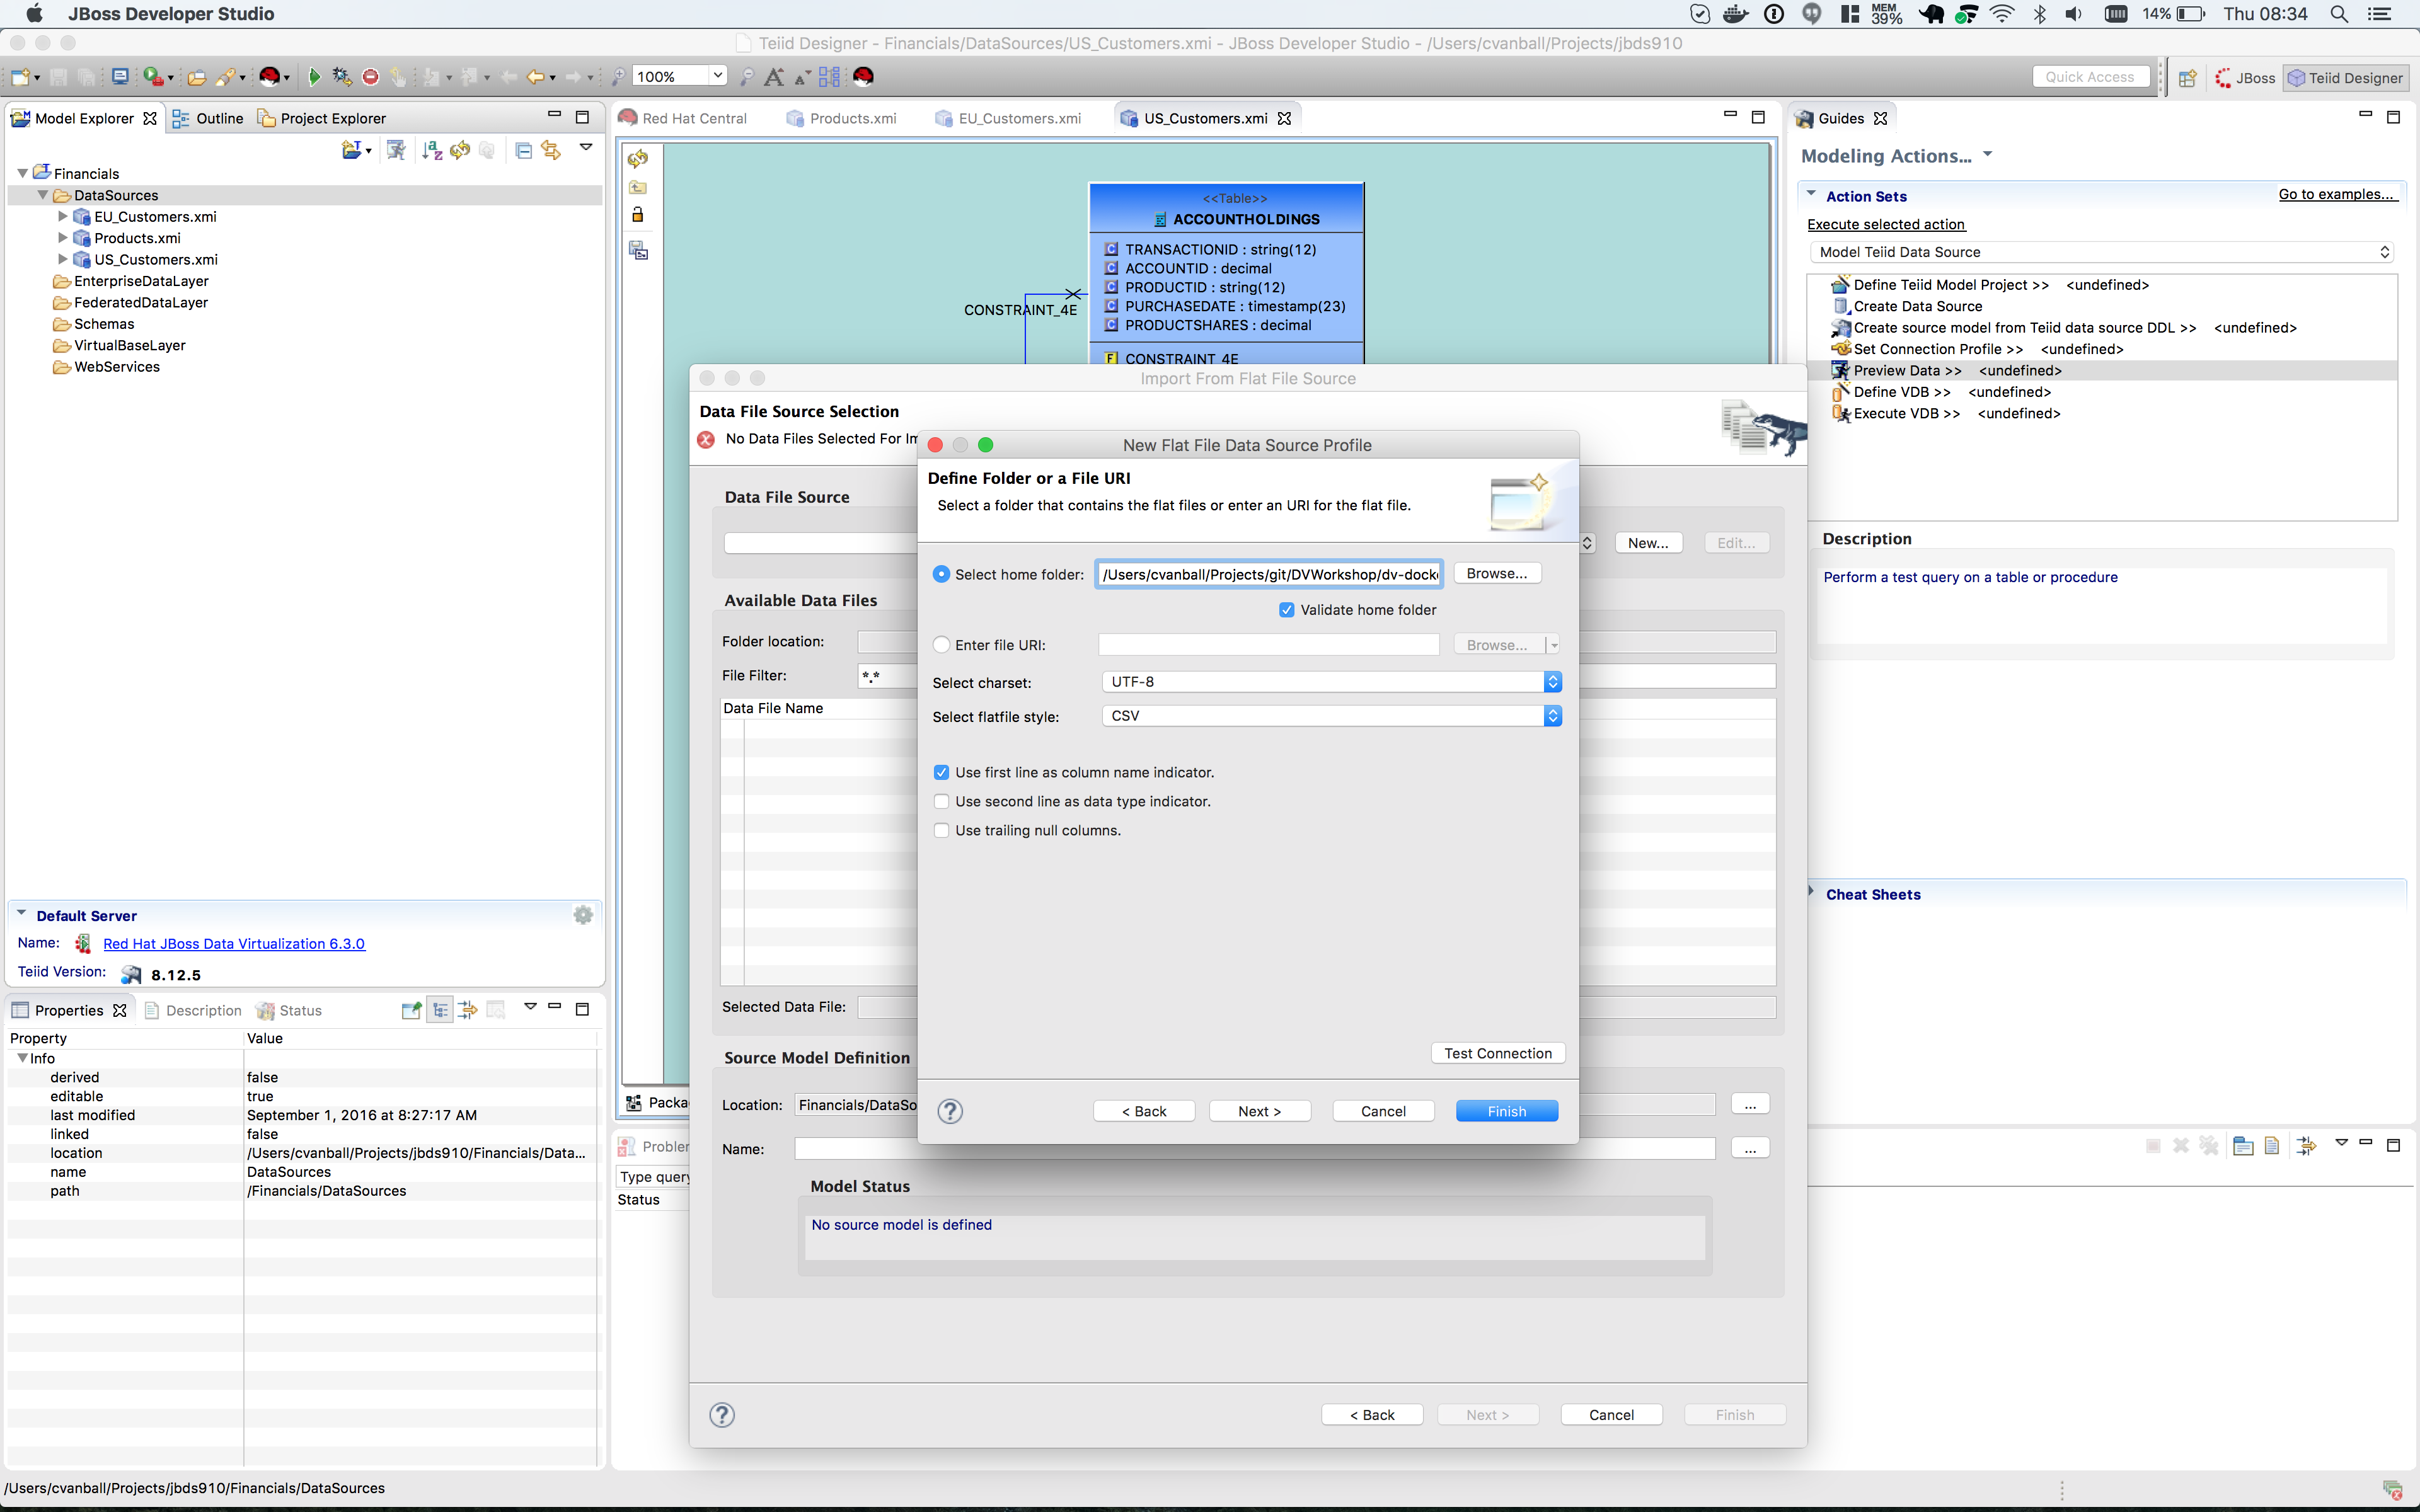 JBoss Developer Studio
MEM
39%
14%
Thu 08:34
Teiid Designer - Financials/DataSources/US_Customers.xmi - JBoss Developer Studio - /Users/cvanball/Projects/jbds910
100%
Quick Access
JBoss
Teiid Designer
Model Explorer
Outline
Project Explorer
Financials
DataSources
EU_Customers.xmi
Products.xmi
US_Customers.xmi
EnterpriseDataLayer
FederatedDataLayer
Schemas
VirtualBaseLayer
WebServices
Default Server
Name: Red Hat JBoss Data Virtualization 6.3.0
Teiid Version: 8.12.5
Properties
Description
Status
Property Value
Info
derived false
editable true
last modified September 1, 2016 at 8:27:17 AM
linked false
location /Users/cvanball/Projects/jbds910/Financials/Data...
name DataSources
path /Financials/DataSources
/Users/cvanball/Projects/jbds910/Financials/DataSources
Red Hat Central
Products.xmi
EU_Customers.xmi
US_Customers.xmi
<<Table>>
ACCOUNTHOLDINGS
TRANSACTIONID : string(12)
ACCOUNTID : decimal
PRODUCTID : string(12)
PURCHASEDATE : timestamp(23)
PRODUCTSHARES : decimal
CONSTRAINT_4E
CONSTRAINT_4E
Packa
Problem
Type query
Status
Import From Flat File Source
Data File Source Selection
No Data Files Selected For Im
Data File Source
New...
Edit...
Available Data Files
Folder location:
File Filter: *.*
Data File Name
Selected Data File:
Source Model Definition
Location: Financials/DataSo
...
Name:
...
Model Status
No source model is defined
< Back
Next >
Cancel
Finish
New Flat File Data Source Profile
Define Folder or a File URI
Select a folder that contains the flat files or enter an URI for the flat file.
Select home folder: /Users/cvanball/Projects/git/DVWorkshop/dv-docke
Browse...
Validate home folder
Enter file URI:
Browse...
Select charset: UTF-8
Select flatfile style: CSV
Use first line as column name indicator.
Use second line as data type indicator.
Use trailing null columns.
Test Connection
< Back
Next >
Cancel
Finish
Guides
Modeling Actions...
Action Sets
Go to examples...
Execute selected action
Model Teiid Data Source
Define Teiid Model Project >> <undefined>
Create Data Source
Create source model from Teiid data source DDL >> <undefined>
Set Connection Profile >> <undefined>
Preview Data >> <undefined>
Define VDB >> <undefined>
Execute VDB >> <undefined>
Description
Perform a test query on a table or procedure
Cheat Sheets